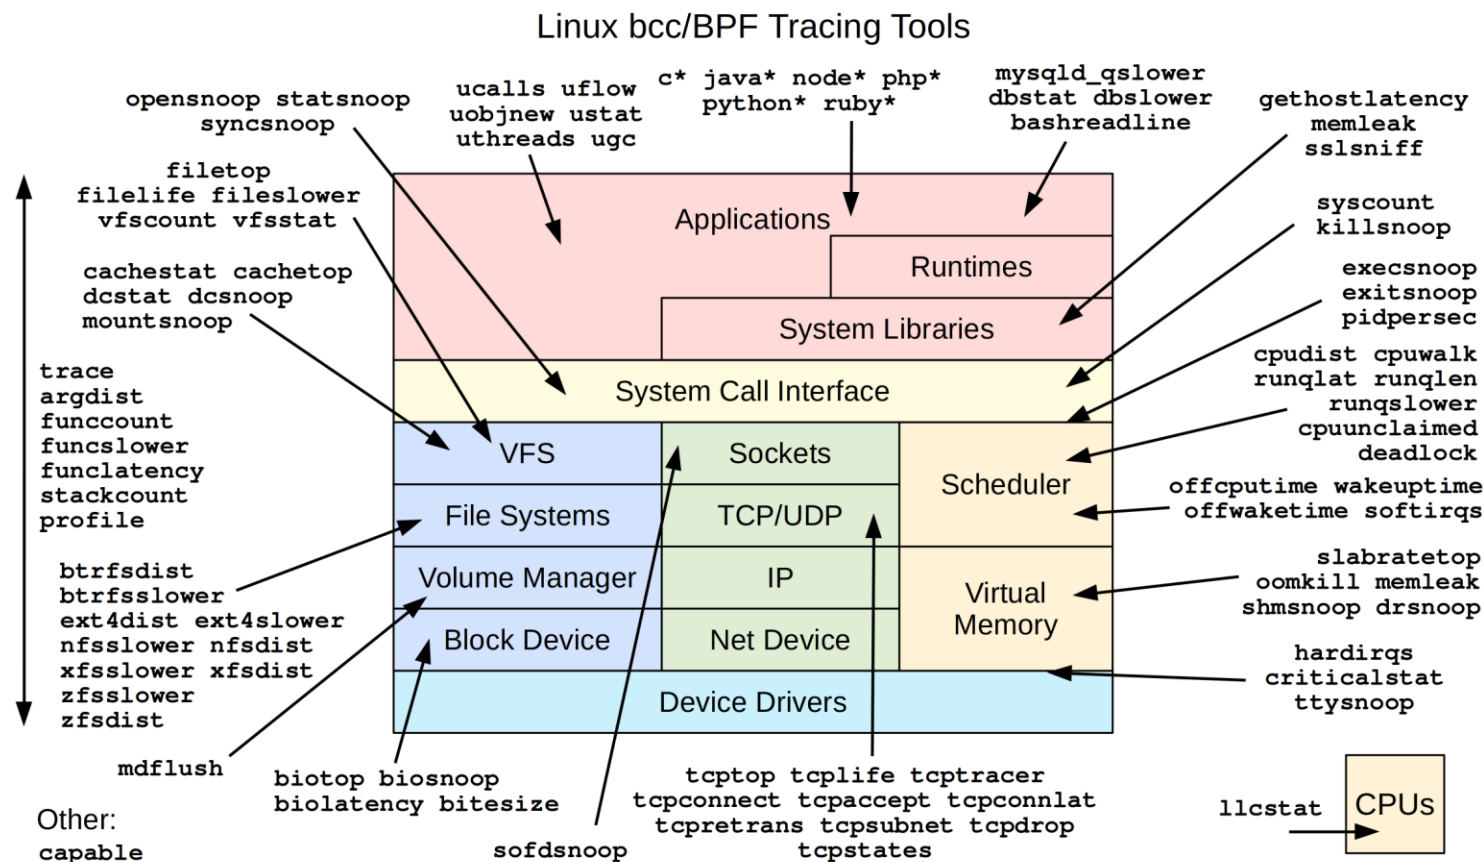 Linux bcc/BPF Tracing Tools
opensnoop statsnoop
syncsnoop
ucalls uflow
uobjnew ustat
uthreads ugc
c* java* node* php*
python* ruby*
mysqld_qslower
dbstat dbslower
bashreadline
gethostlatency
memleak
sslsniff
filetop
filelife fileslower
vfscount vfsstat
syscount
killsnoop
cachestat cachetop
dcstat dcsnoop
mountsnoop
execsnoop
exitsnoop
pidpersec
trace
argdist
funccount
funcslower
funclatency
stackcount
profile
cpudist cpuwalk
runqlat runqlen
runqslower
cpuunclaimed
deadlock
offcputime wakeuptime
offwaketime softirqs
btrfsdist
btrfsslower
ext4dist ext4slower
nfsslower nfsdist
xfsslower xfsdist
zfsslower
zfsdist
slabratetop
oomkill memleak
shmsnoop drsnoop
hardirqs
criticalstat
ttysnoop
Applications
Runtimes
System Libraries
System Call Interface
VFS
Sockets
Scheduler
File Systems
TCP/UDP
Volume Manager
IP
Virtual
Memory
Block Device
Net Device
Device Drivers
mdflush
biotop biosnoop
biolatency bitesize
sofdsnoop
tcptop tcplife tcptracer
tcpconnect tcpaccept tcpconnlat
tcpretrans tcpsubnet tcpdrop
tcpstates
llcstat
CPUs
Other:
capable